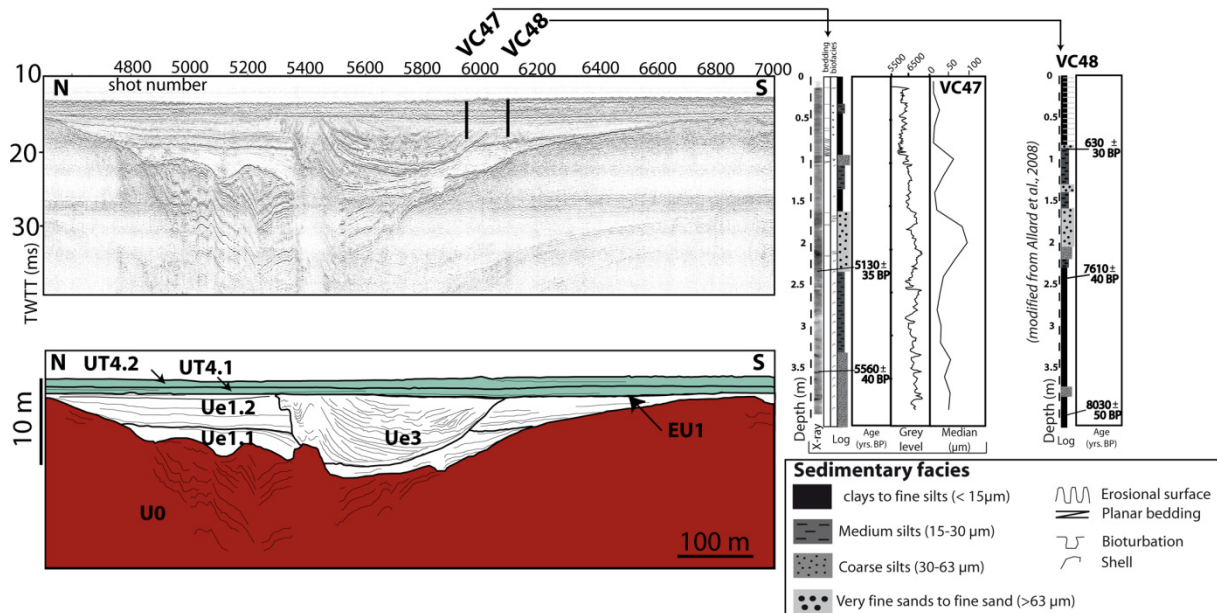 VC47
VC48
4800 5000 5200 5400 5600 5800 6000 6200 6400 6600 6800 7000
shot number
N
S
10
20
30
TWTT (ms)
N
S
UT4.2
UT4.1
Ue1.2
Ue1.1
Ue3
EU1
U0
10 m
100 m
bedding
biofacies
5500
6500
0
50
100
VC47
0
0.5
1
1.5
2
2.5
3
3.5
5130 ±
35 BP
5560 ±
40 BP
Depth (m)
X-ray
Log
Age
(yrs. BP)
Grey
level
Median
(µm)
VC48
(modified from Allard et al., 2008)
0
0.5
1
1.5
2
2.5
3
3.5
630 ±
30 BP
7610 ±
40 BP
8030 ±
50 BP
Depth (m)
Log
Age
(yrs. BP)
Sedimentary facies
clays to fine silts (< 15µm)
Medium silts (15-30 µm)
Coarse silts (30-63 µm)
Very fine sands to fine sand (>63 µm)
Erosional surface
Planar bedding
Bioturbation
Shell